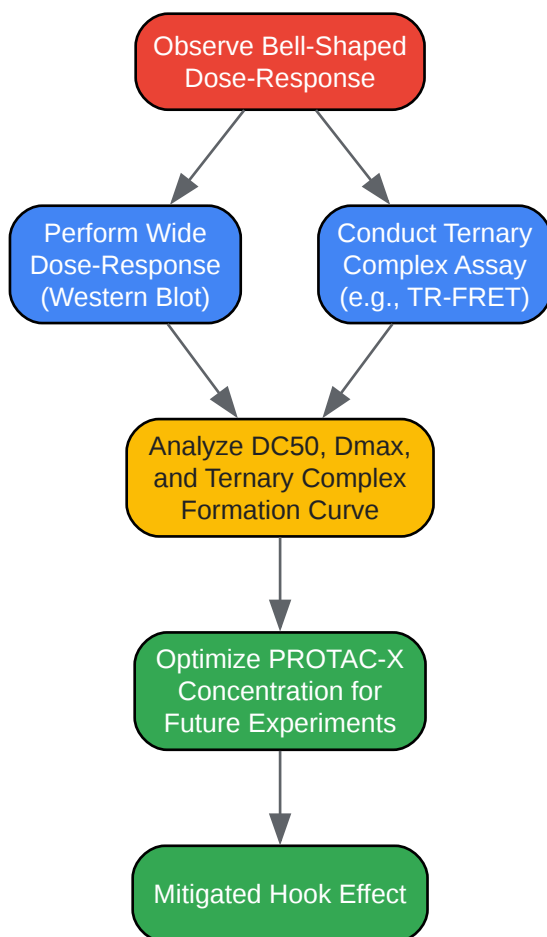 Observe Bell-Shaped
Dose-Response
Perform Wide
Dose-Response
(Western Blot)
Conduct Ternary
Complex Assay
(e.g., TR-FRET)
Analyze DC50, Dmax,
and Ternary Complex
Formation Curve
Optimize PROTAC-X
Concentration for
Future Experiments
Mitigated Hook Effect